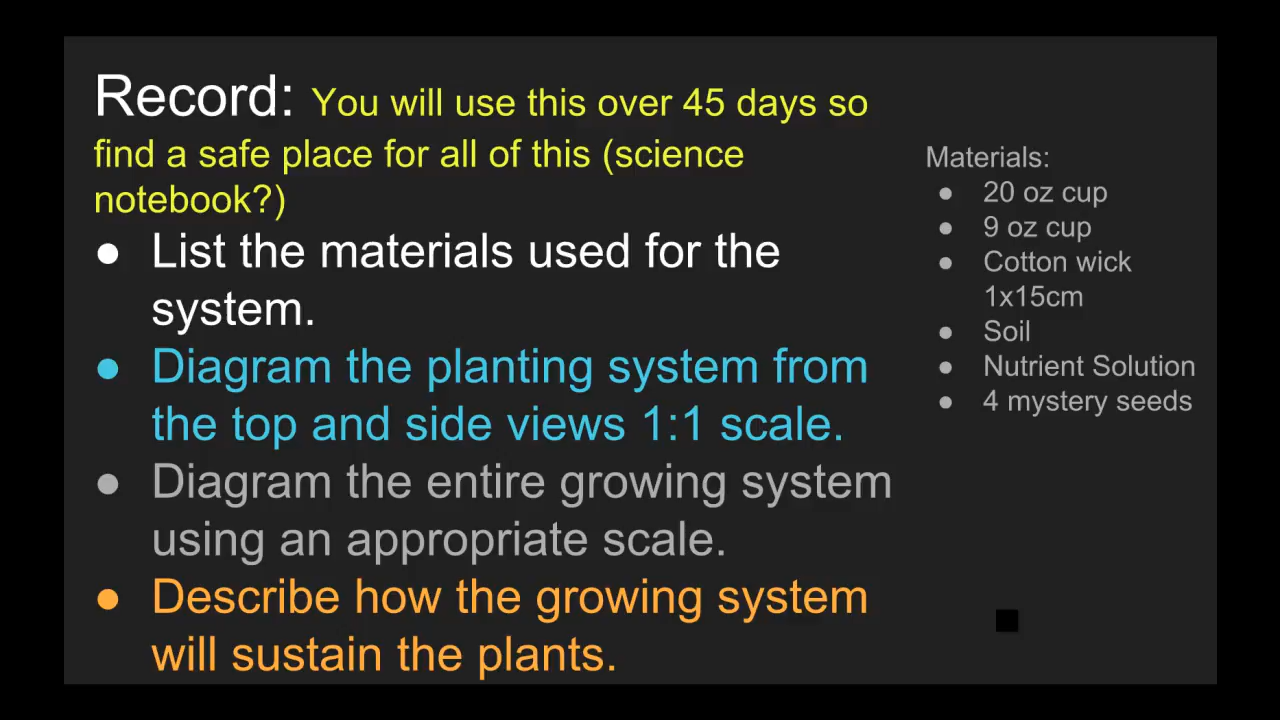 Record: You will use this over 45 days so
find a safe place for all of this (science
notebook?)
● List the materials used for the
system.
● Diagram the planting system from
the top and side views 1:1 scale.
● Diagram the entire growing system
using an appropriate scale.
● Describe how the growing system
will sustain the plants.
Materials:
● 20 oz cup
● 9 oz cup
● Cotton wick
1x15cm
● Soil
● Nutrient Solution
● 4 mystery seeds